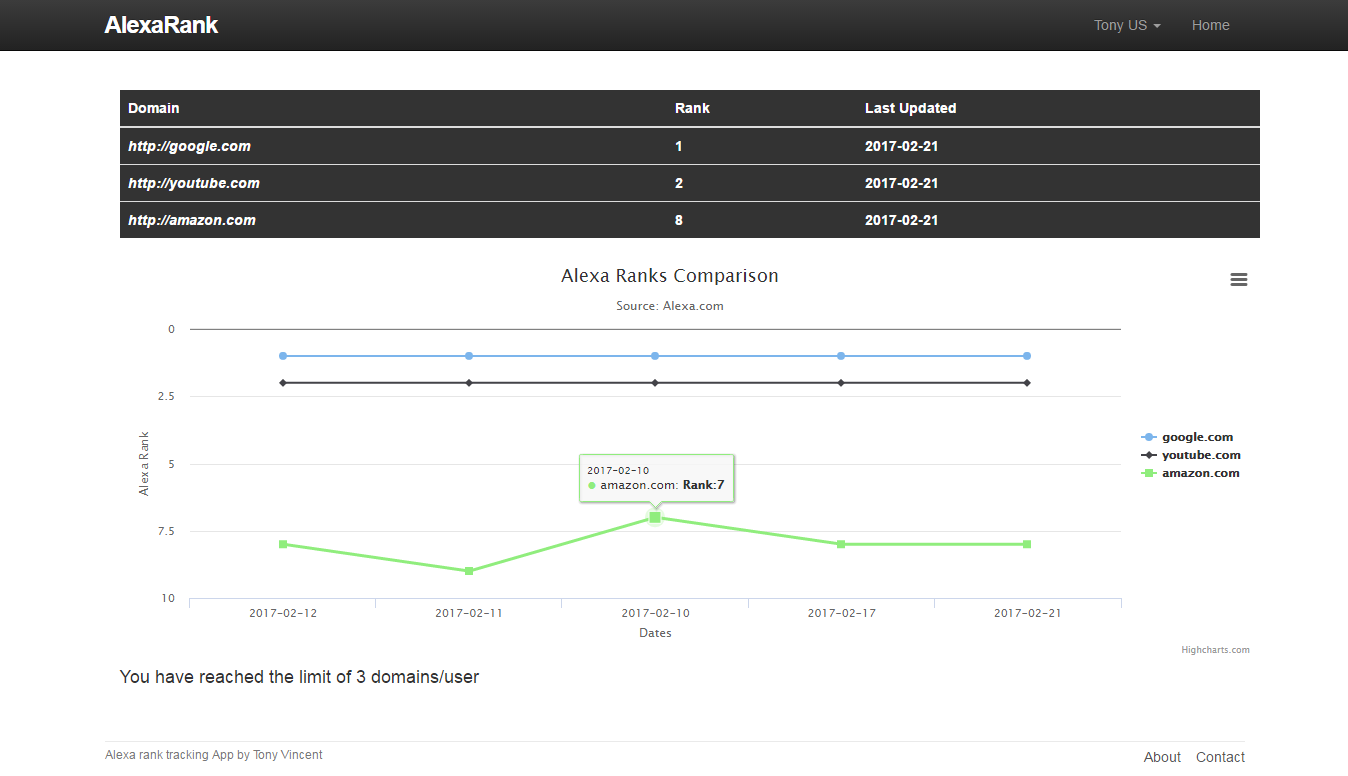 AlexaRank
Tony US Home
Domain Rank Last Updated
http://google.com 1 2017-02-21
http://youtube.com 2 2017-02-21
http://amazon.com 8 2017-02-21
Alexa Ranks Comparison
Source: Alexa.com
0
2.5
5
7.5
10
Alexa Rank
2017-02-10
amazon.com: Rank:7
google.com
youtube.com
amazon.com
2017-02-12 2017-02-11 2017-02-10 2017-02-17 2017-02-21
Dates
Highcharts.com
You have reached the limit of 3 domains/user
Alexa rank tracking App by Tony Vincent
About Contact